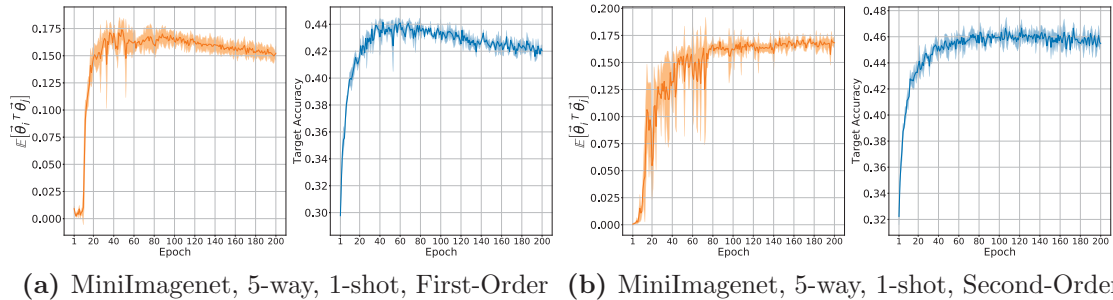 0.175
0.150
0.125
0.100
0.075
0.050
0.025
0.000
𝔼[θ⃗ᵢᵀ θ⃗ⱼ]
1 20 40 60 80 100 120 140 160 180 200
Epoch
0.44
0.42
0.40
0.38
0.36
0.34
0.32
0.30
Target Accuracy
1 20 40 60 80 100 120 140 160 180 200
Epoch
0.200
0.175
0.150
0.125
0.100
0.075
0.050
0.025
0.000
𝔼[θ⃗ᵢᵀ θ⃗ⱼ]
1 20 40 60 80 100 120 140 160 180 200
Epoch
0.48
0.46
0.44
0.42
0.40
0.38
0.36
0.34
0.32
Target Accuracy
1 20 40 60 80 100 120 140 160 180 200
Epoch
(a) MiniImagenet, 5-way, 1-shot, First-Order
(b) MiniImagenet, 5-way, 1-shot, Second-Order